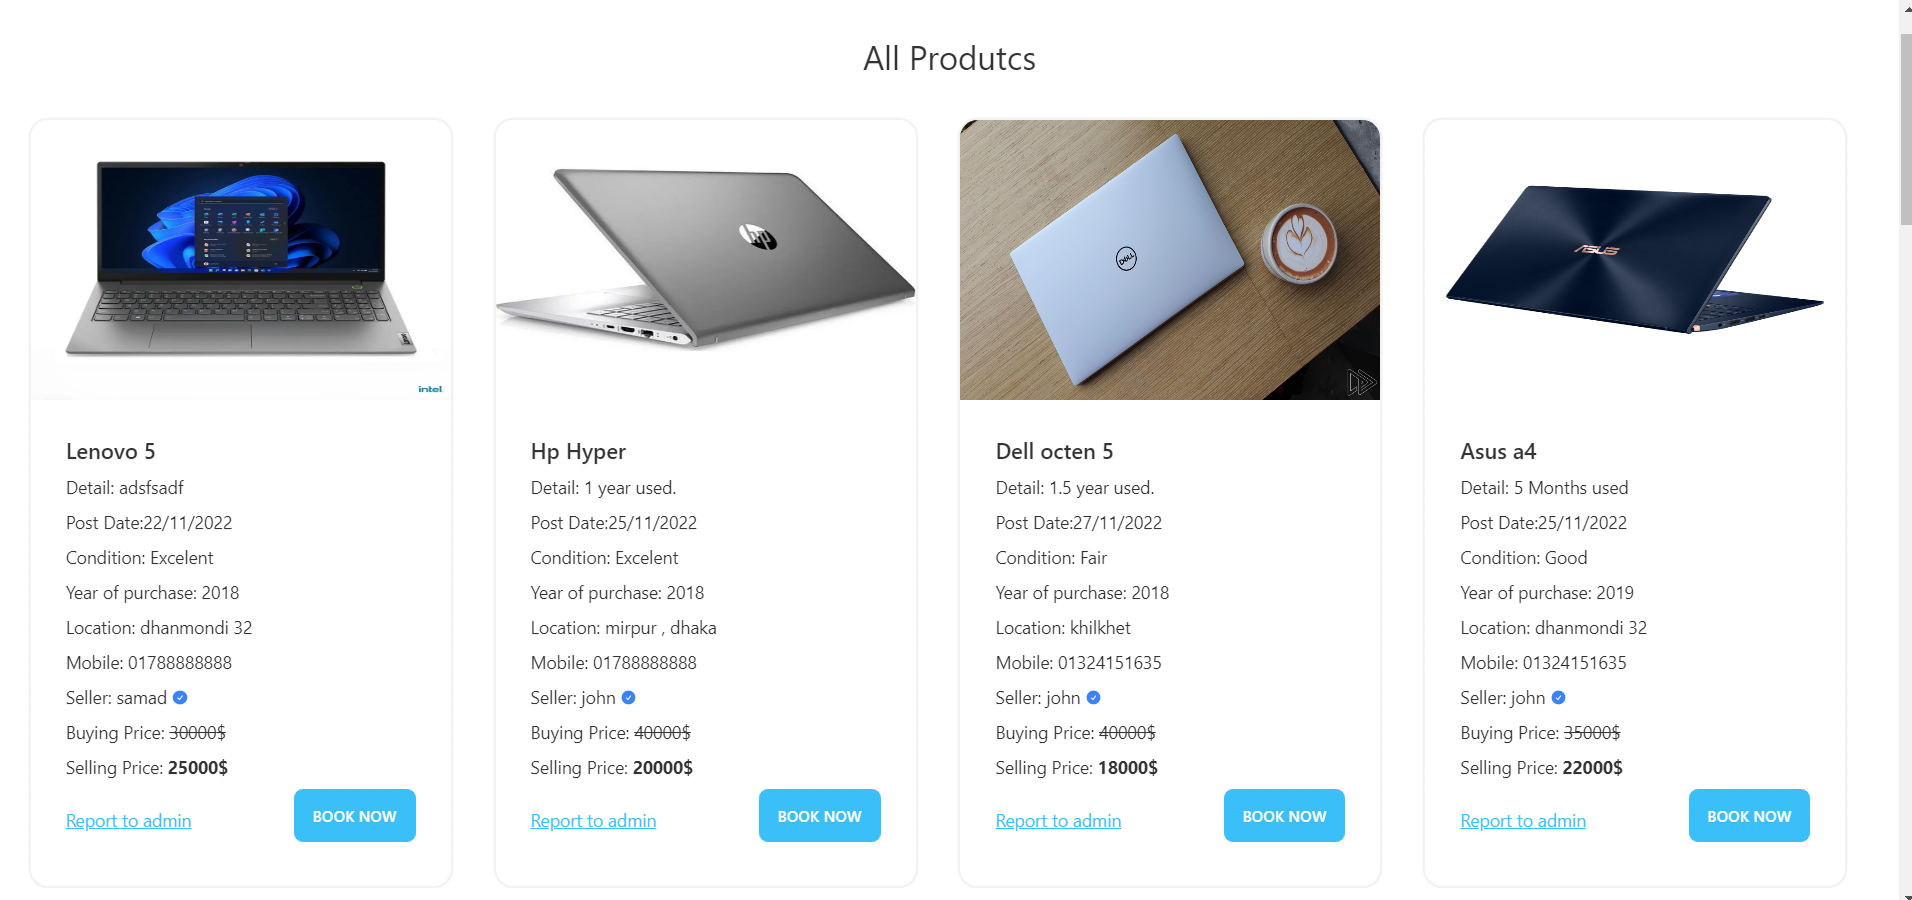 All Produtcs
intel
Lenovo 5
Detail: adsfsadf
Post Date:22/11/2022
Condition: Excelent
Year of purchase: 2018
Location: dhanmondi 32
Mobile: 01788888888
Seller: samad
Buying Price: 30000$
Selling Price: 25000$
Report to admin
BOOK NOW
hp
Hp Hyper
Detail: 1 year used.
Post Date:25/11/2022
Condition: Excelent
Year of purchase: 2018
Location: mirpur , dhaka
Mobile: 01788888888
Seller: john
Buying Price: 40000$
Selling Price: 20000$
Report to admin
BOOK NOW
DELL
Dell octen 5
Detail: 1.5 year used.
Post Date:27/11/2022
Condition: Fair
Year of purchase: 2018
Location: khilkhet
Mobile: 01324151635
Seller: john
Buying Price: 40000$
Selling Price: 18000$
Report to admin
BOOK NOW
ASUS
Asus a4
Detail: 5 Months used
Post Date:25/11/2022
Condition: Good
Year of purchase: 2019
Location: dhanmondi 32
Mobile: 01324151635
Seller: john
Buying Price: 35000$
Selling Price: 22000$
Report to admin
BOOK NOW